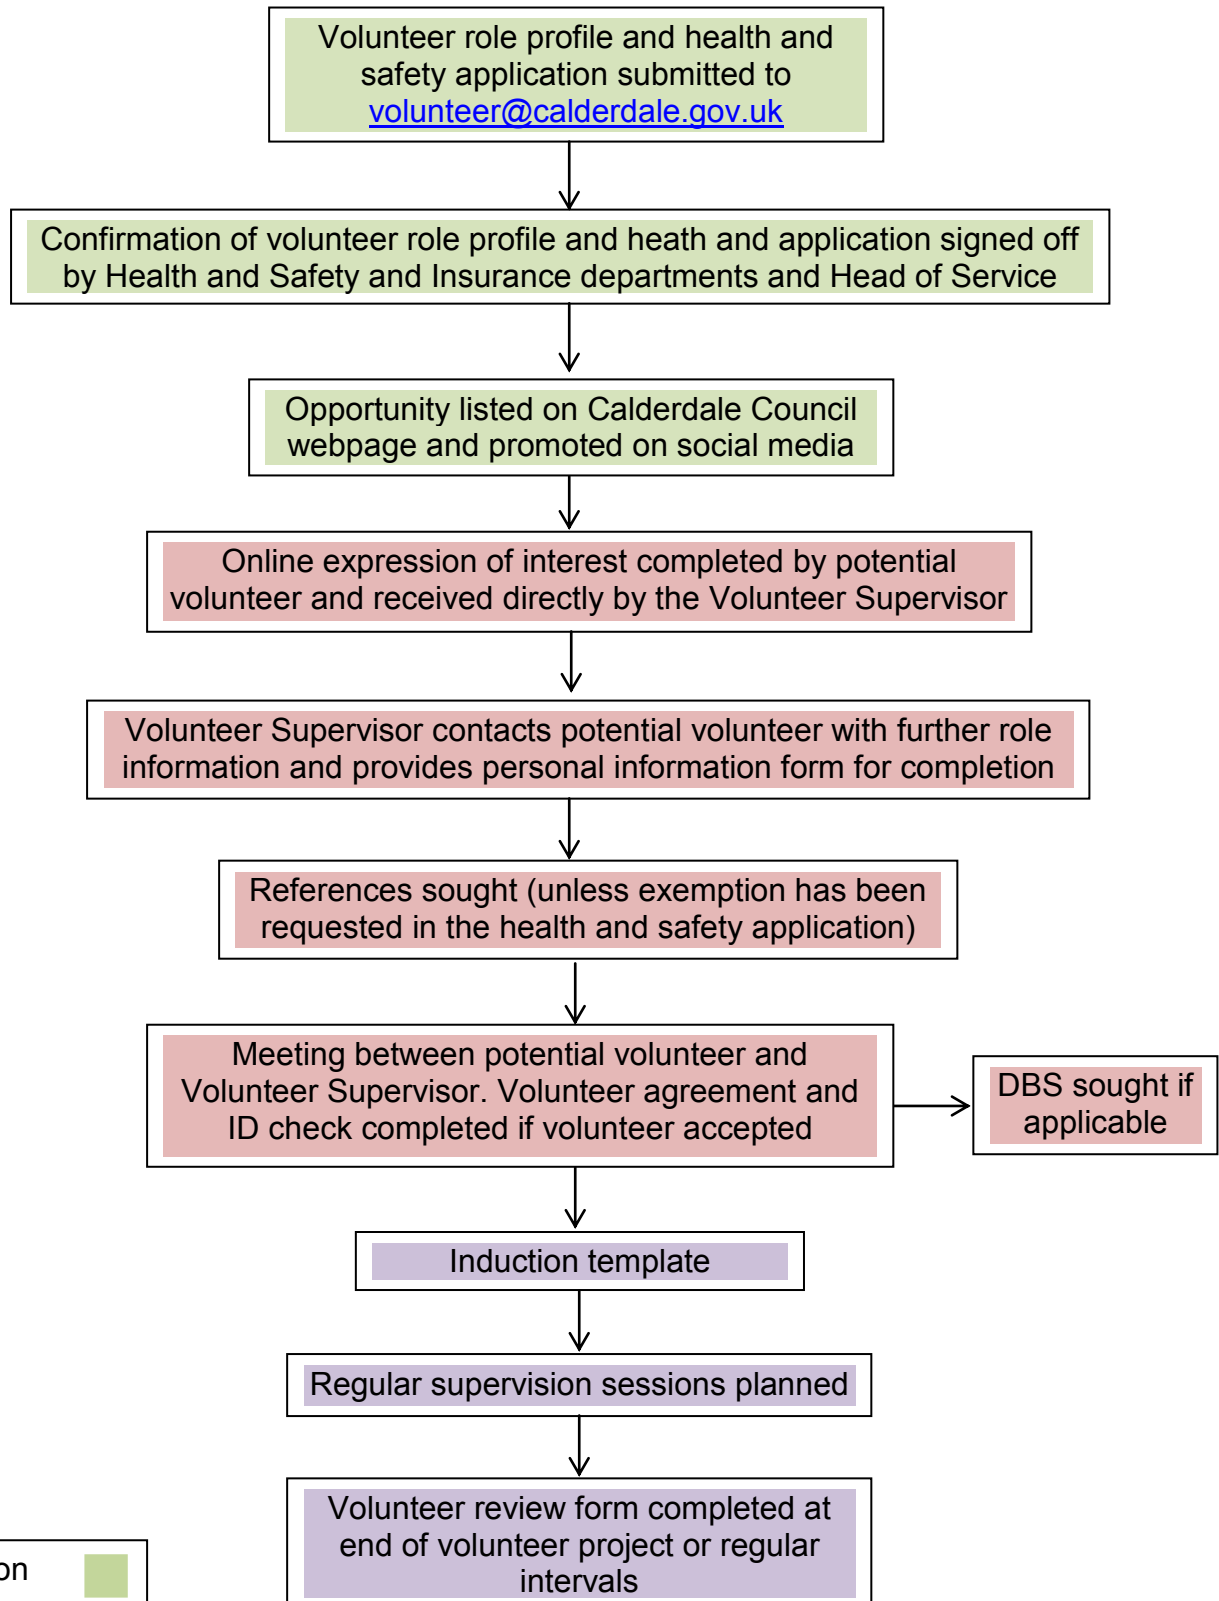 Volunteer role profile and health and
safety application submitted to
volunteer@calderdale.gov.uk
Confirmation of volunteer role profile and heath and application signed off
by Health and Safety and Insurance departments and Head of Service
Opportunity listed on Calderdale Council
webpage and promoted on social media
Online expression of interest completed by potential
volunteer and received directly by the Volunteer Supervisor
Volunteer Supervisor contacts potential volunteer with further role
information and provides personal information form for completion
References sought (unless exemption has been
requested in the health and safety application)
Meeting between potential volunteer and
Volunteer Supervisor. Volunteer agreement and
ID check completed if volunteer accepted
DBS sought if
applicable
Induction template
Regular supervision sessions planned
Volunteer review form completed at
end of volunteer project or regular
intervals